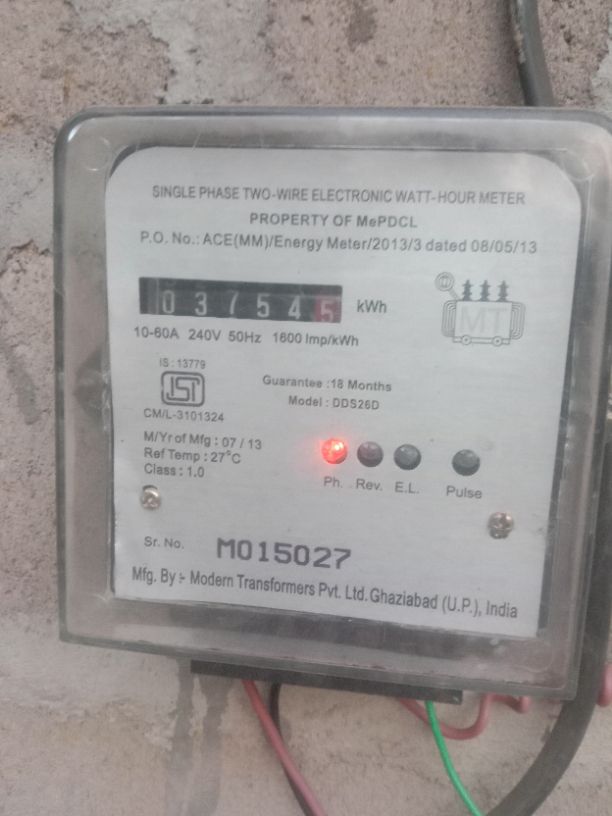 SINGLE PHASE TWO-WIRE ELECTRONIC WATT-HOUR METER
PROPERTY OF MePDCL
P.O. No.: ACE(MM)/Energy Meter/2013/3 dated 08/05/13
037545 kWh
MT
10-60A 240V 50Hz 1600 Imp/kWh
IS : 13779
ISI
CM/L-3101324
Guarantee :18 Months
Model : DDS26D
M/Yr of Mfg : 07 / 13
Ref Temp : 27°C
Class : 1.0
Ph. Rev. E.L. Pulse
Sr. No. M015027
Mfg. By :- Modern Transformers Pvt. Ltd. Ghaziabad (U.P.), India